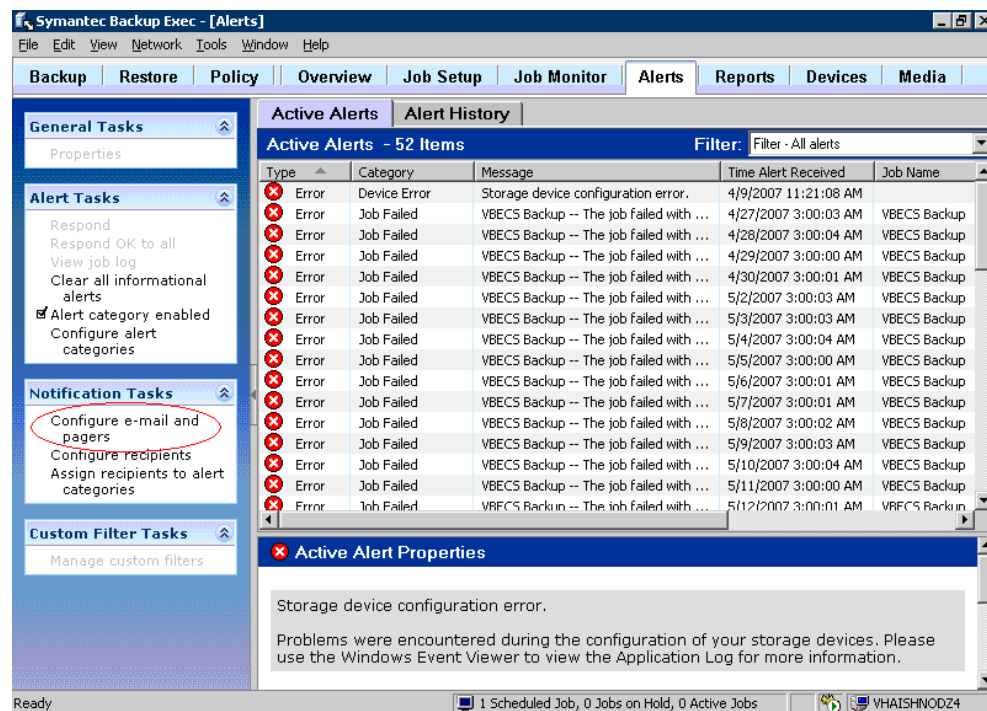 Symantec Backup Exec - [Alerts]
File Edit View Network Tools Window Help
Backup Restore Policy Overview Job Setup Job Monitor Alerts Reports Devices Media
General Tasks
Properties
Alert Tasks
Respond
Respond OK to all
View job log
Clear all informational
alerts
Alert category enabled
Configure alert
categories
Notification Tasks
Configure e-mail and
pagers
Configure recipients
Assign recipients to alert
categories
Custom Filter Tasks
Manage custom filters
Active Alerts Alert History
Active Alerts - 52 Items Filter: Filter - All alerts
Type Category Message Time Alert Received Job Name
Error Device Error Storage device configuration error. 4/9/2007 11:21:08 AM
Error Job Failed VBECS Backup -- The job failed with ... 4/27/2007 3:00:03 AM VBECS Backup
Error Job Failed VBECS Backup -- The job failed with ... 4/28/2007 3:00:04 AM VBECS Backup
Error Job Failed VBECS Backup -- The job failed with ... 4/29/2007 3:00:00 AM VBECS Backup
Error Job Failed VBECS Backup -- The job failed with ... 4/30/2007 3:00:01 AM VBECS Backup
Error Job Failed VBECS Backup -- The job failed with ... 5/2/2007 3:00:03 AM VBECS Backup
Error Job Failed VBECS Backup -- The job failed with ... 5/3/2007 3:00:03 AM VBECS Backup
Error Job Failed VBECS Backup -- The job failed with ... 5/4/2007 3:00:04 AM VBECS Backup
Error Job Failed VBECS Backup -- The job failed with ... 5/5/2007 3:00:00 AM VBECS Backup
Error Job Failed VBECS Backup -- The job failed with ... 5/6/2007 3:00:01 AM VBECS Backup
Error Job Failed VBECS Backup -- The job failed with ... 5/7/2007 3:00:01 AM VBECS Backup
Error Job Failed VBECS Backup -- The job failed with ... 5/8/2007 3:00:02 AM VBECS Backup
Error Job Failed VBECS Backup -- The job failed with ... 5/9/2007 3:00:03 AM VBECS Backup
Error Job Failed VBECS Backup -- The job failed with ... 5/10/2007 3:00:04 AM VBECS Backup
Error Job Failed VBECS Backup -- The job failed with ... 5/11/2007 3:00:00 AM VBECS Backup
Error Job Failed VBECS Backup -- The job failed with ... 5/12/2007 3:00:01 AM VBECS Backup
Active Alert Properties
Storage device configuration error.
Problems were encountered during the configuration of your storage devices. Please
use the Windows Event Viewer to view the Application Log for more information.
Ready 1 Scheduled Job, 0 Jobs on Hold, 0 Active Jobs VHAISHNODZ4